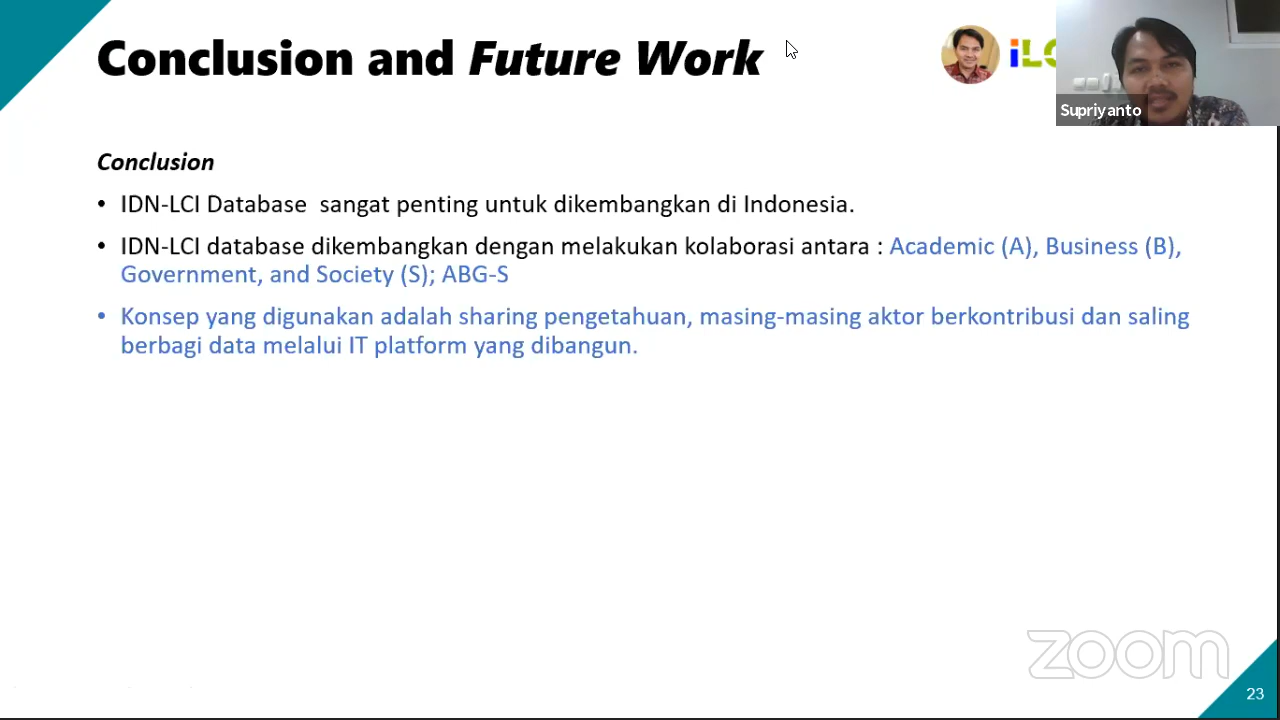 Conclusion and Future Work
iLC
Supriyanto
Conclusion
• IDN-LCI Database  sangat penting untuk dikembangkan di Indonesia.
• IDN-LCI database dikembangkan dengan melakukan kolaborasi antara : Academic (A), Business (B),
Government, and Society (S); ABG-S
• Konsep yang digunakan adalah sharing pengetahuan, masing-masing aktor berkontribusi dan saling
berbagi data melalui IT platform yang dibangun.
zoom
23